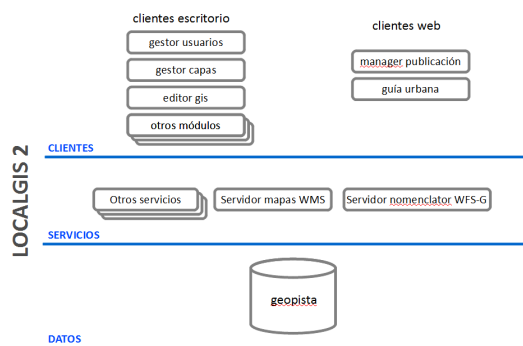 clientes escritorio
clientes web
gestor usuarios
gestor capas
editor gis
otros módulos
manager publicación
guía urbana
CLIENTES
LOCALGIS 2
Otros servicios
Servidor mapas WMS
Servidor nomenclator WFS-G
SERVICIOS
geopista
DATOS